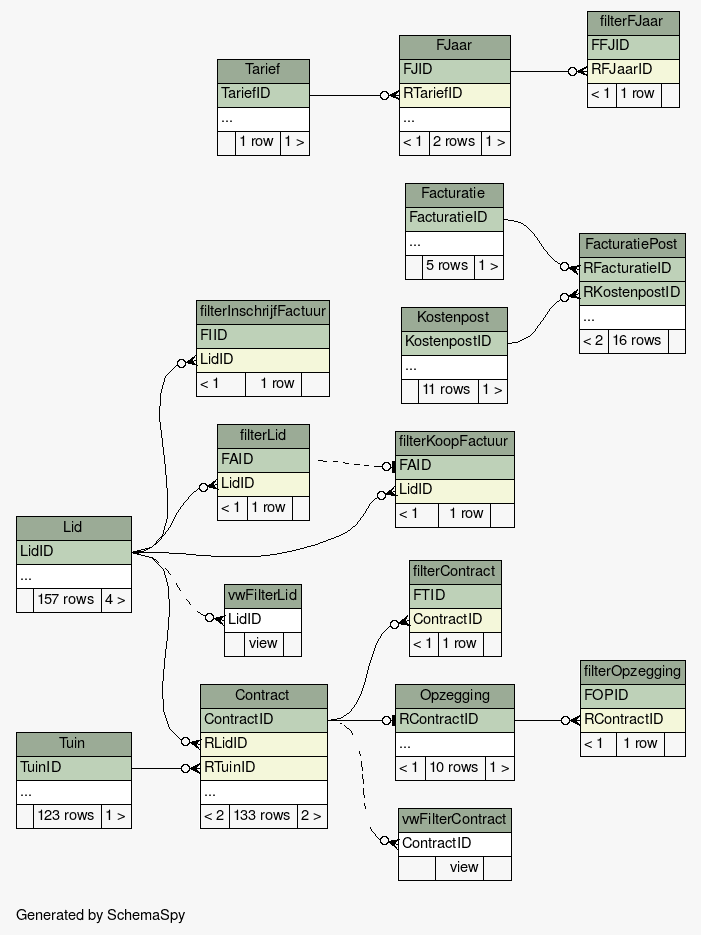 filterFJaar
FFJID
RFJaarID
< 1 1 row
FJaar
FJID
RTariefID
...
< 1 2 rows 1 >
Tarief
TariefID
...
1 row 1 >
Facturatie
FacturatieID
...
5 rows 1 >
FacturatiePost
RFacturatieID
RKostenpostID
...
< 2 16 rows
Kostenpost
KostenpostID
...
11 rows 1 >
filterInschrijfFactuur
FIID
LidID
< 1 1 row
filterLid
FAID
LidID
< 1 1 row
filterKoopFactuur
FAID
LidID
< 1 1 row
Lid
LidID
...
157 rows 4 >
vwFilterLid
LidID
view
filterContract
FTID
ContractID
< 1 1 row
Contract
ContractID
RLidID
RTuinID
...
< 2 133 rows 2 >
Opzegging
RContractID
...
< 1 10 rows 1 >
filterOpzegging
FOPID
RContractID
< 1 1 row
Tuin
TuinID
...
123 rows 1 >
vwFilterContract
ContractID
view
Generated by SchemaSpy